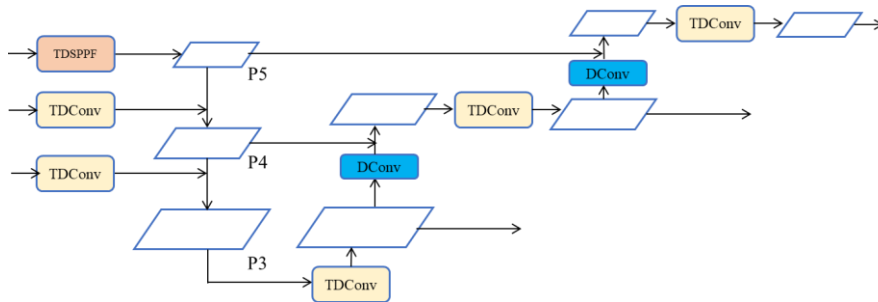 TDConv
TDSPPF
P5
DConv
TDConv
TDConv
P4
DConv
TDConv
P3
TDConv